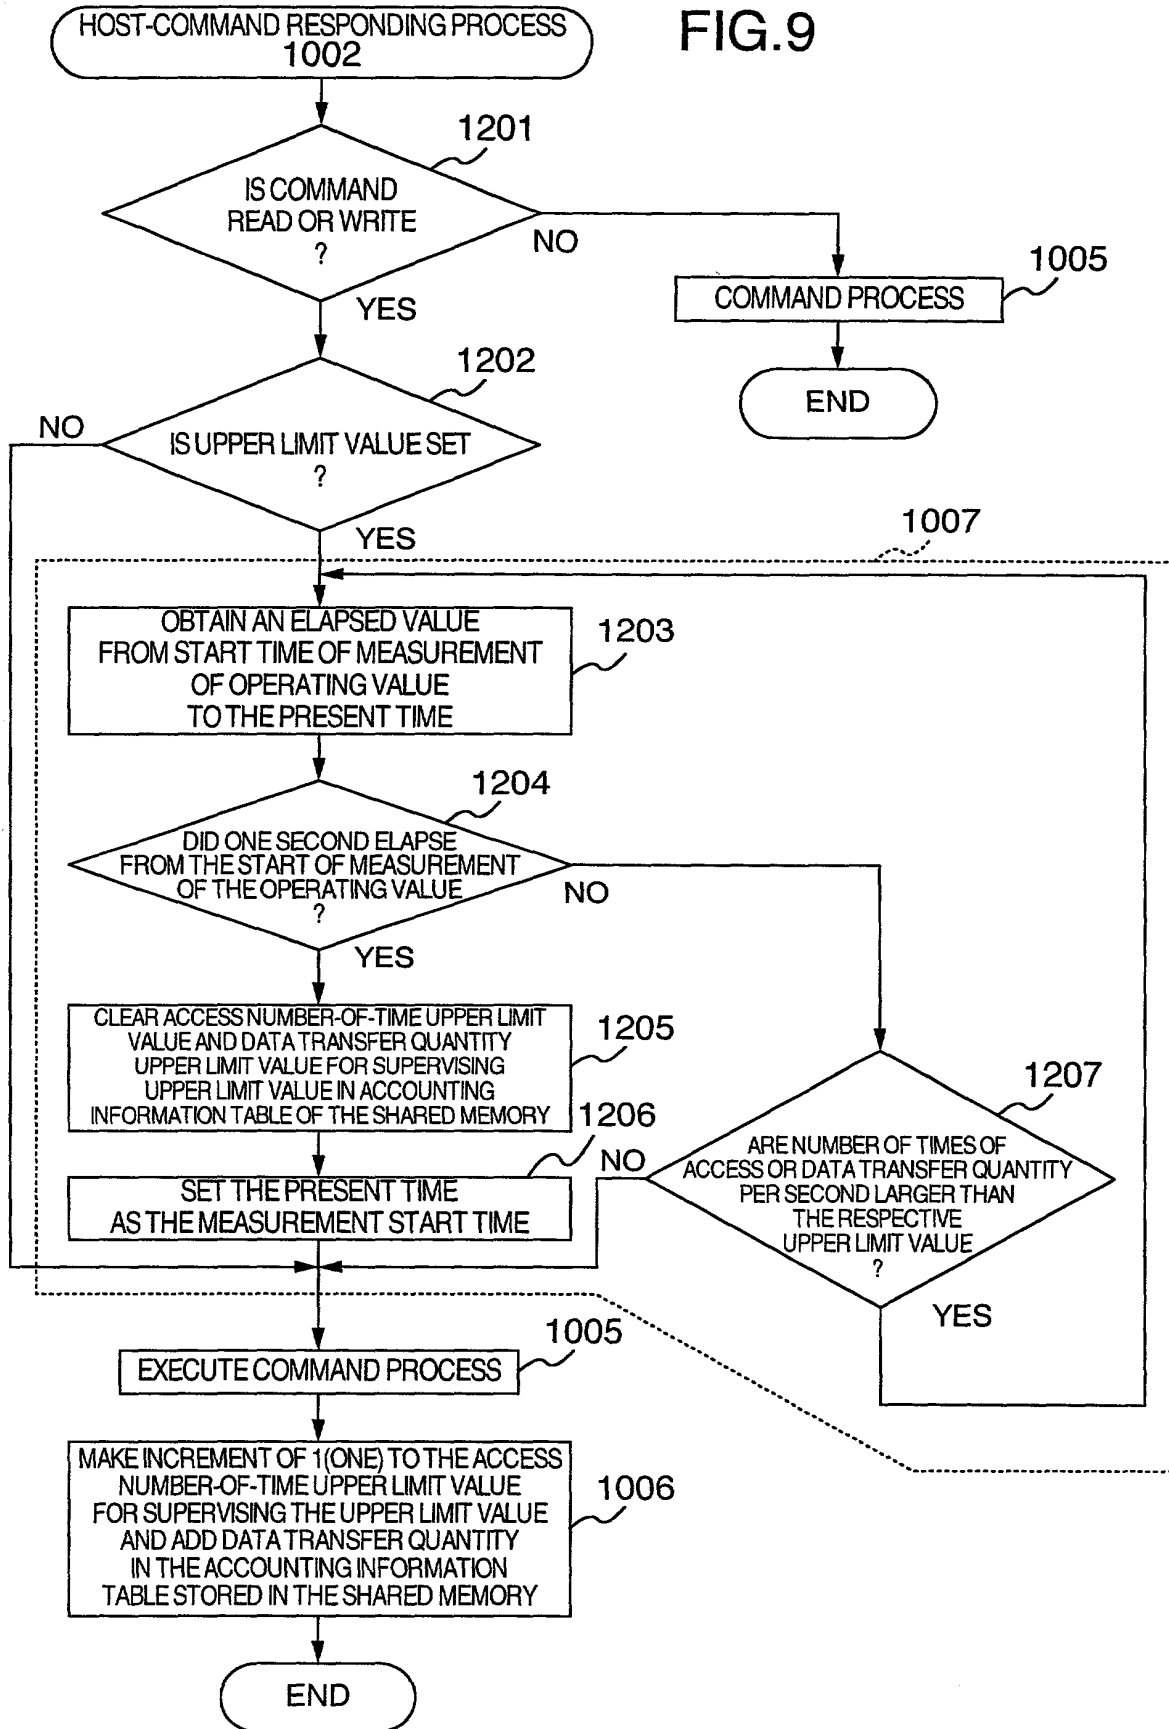 HOST-COMMAND RESPONDING PROCESS
1002
FIG.9
1201
IS COMMAND
READ OR WRITE
?
NO
YES
1005
COMMAND PROCESS
END
1202
NO
IS UPPER LIMIT VALUE SET
?
YES
1007
OBTAIN AN ELAPSED VALUE
FROM START TIME OF MEASUREMENT
OF OPERATING VALUE
TO THE PRESENT TIME
1203
1204
DID ONE SECOND ELAPSE
FROM THE START OF MEASUREMENT
OF THE OPERATING VALUE
?
NO
YES
CLEAR ACCESS NUMBER-OF-TIME UPPER LIMIT
VALUE AND DATA TRANSFER QUANTITY
UPPER LIMIT VALUE FOR SUPERVISING
UPPER LIMIT VALUE IN ACCOUNTING
INFORMATION TABLE OF THE SHARED MEMORY
1205
1206
SET THE PRESENT TIME
AS THE MEASUREMENT START TIME
1207
NO
ARE NUMBER OF TIMES OF
ACCESS OR DATA TRANSFER QUANTITY
PER SECOND LARGER THAN
THE RESPECTIVE
UPPER LIMIT VALUE
?
YES
1005
EXECUTE COMMAND PROCESS
MAKE INCREMENT OF 1(ONE) TO THE ACCESS
NUMBER-OF-TIME UPPER LIMIT VALUE
FOR SUPERVISING THE UPPER LIMIT VALUE
AND ADD DATA TRANSFER QUANTITY
IN THE ACCOUNTING INFORMATION
TABLE STORED IN THE SHARED MEMORY
1006
END